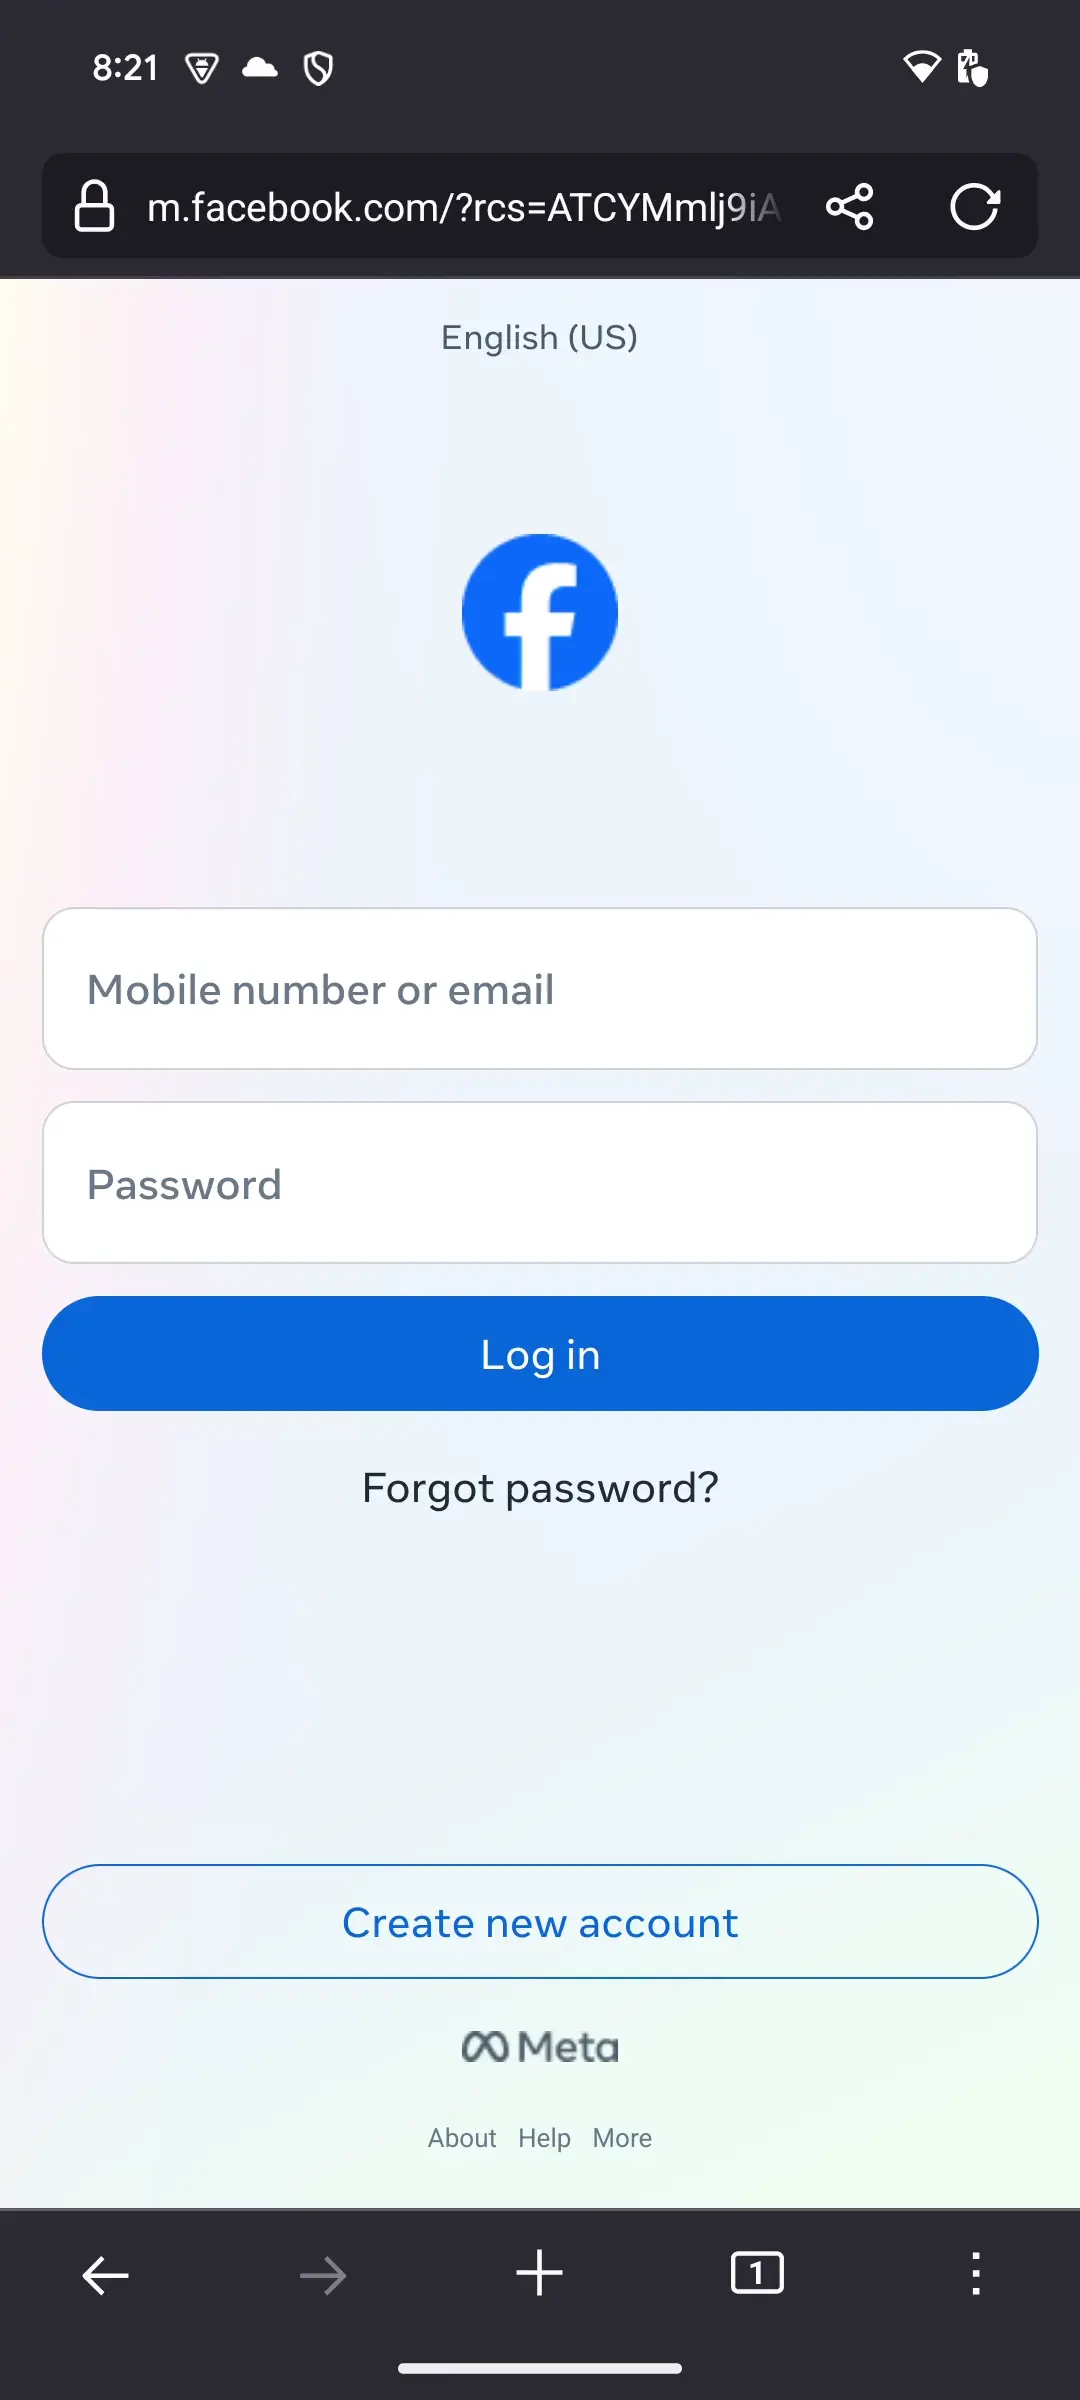 8:21
m.facebook.com/?rcs=ATCYMmlj9iA
English (US)
Mobile number or email
Password
Log in
Forgot password?
Create new account
Meta
About Help More
1